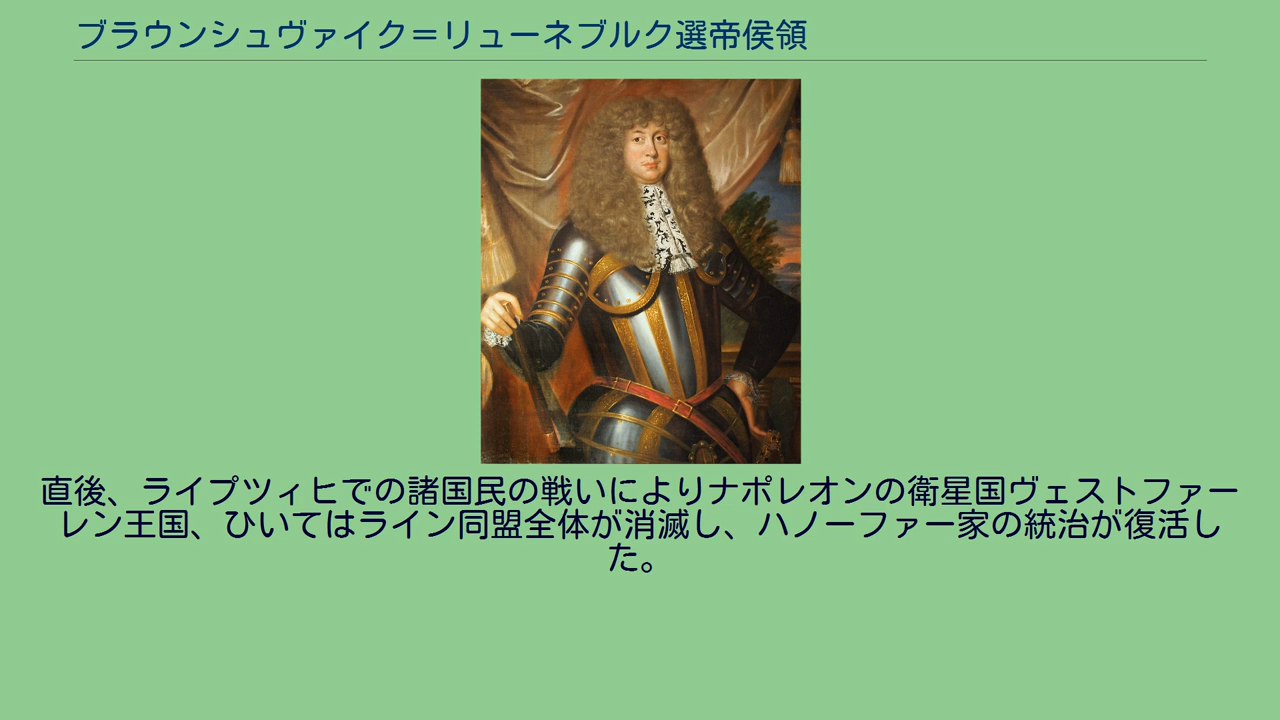 ブラウンシュヴァイク＝リューネブルク選帝侯領
直後、ライプツィヒでの諸国民の戦いによりナポレオンの衛星国ヴェストファー
レン王国、ひいてはライン同盟全体が消滅し、ハノーファー家の統治が復活し
た。